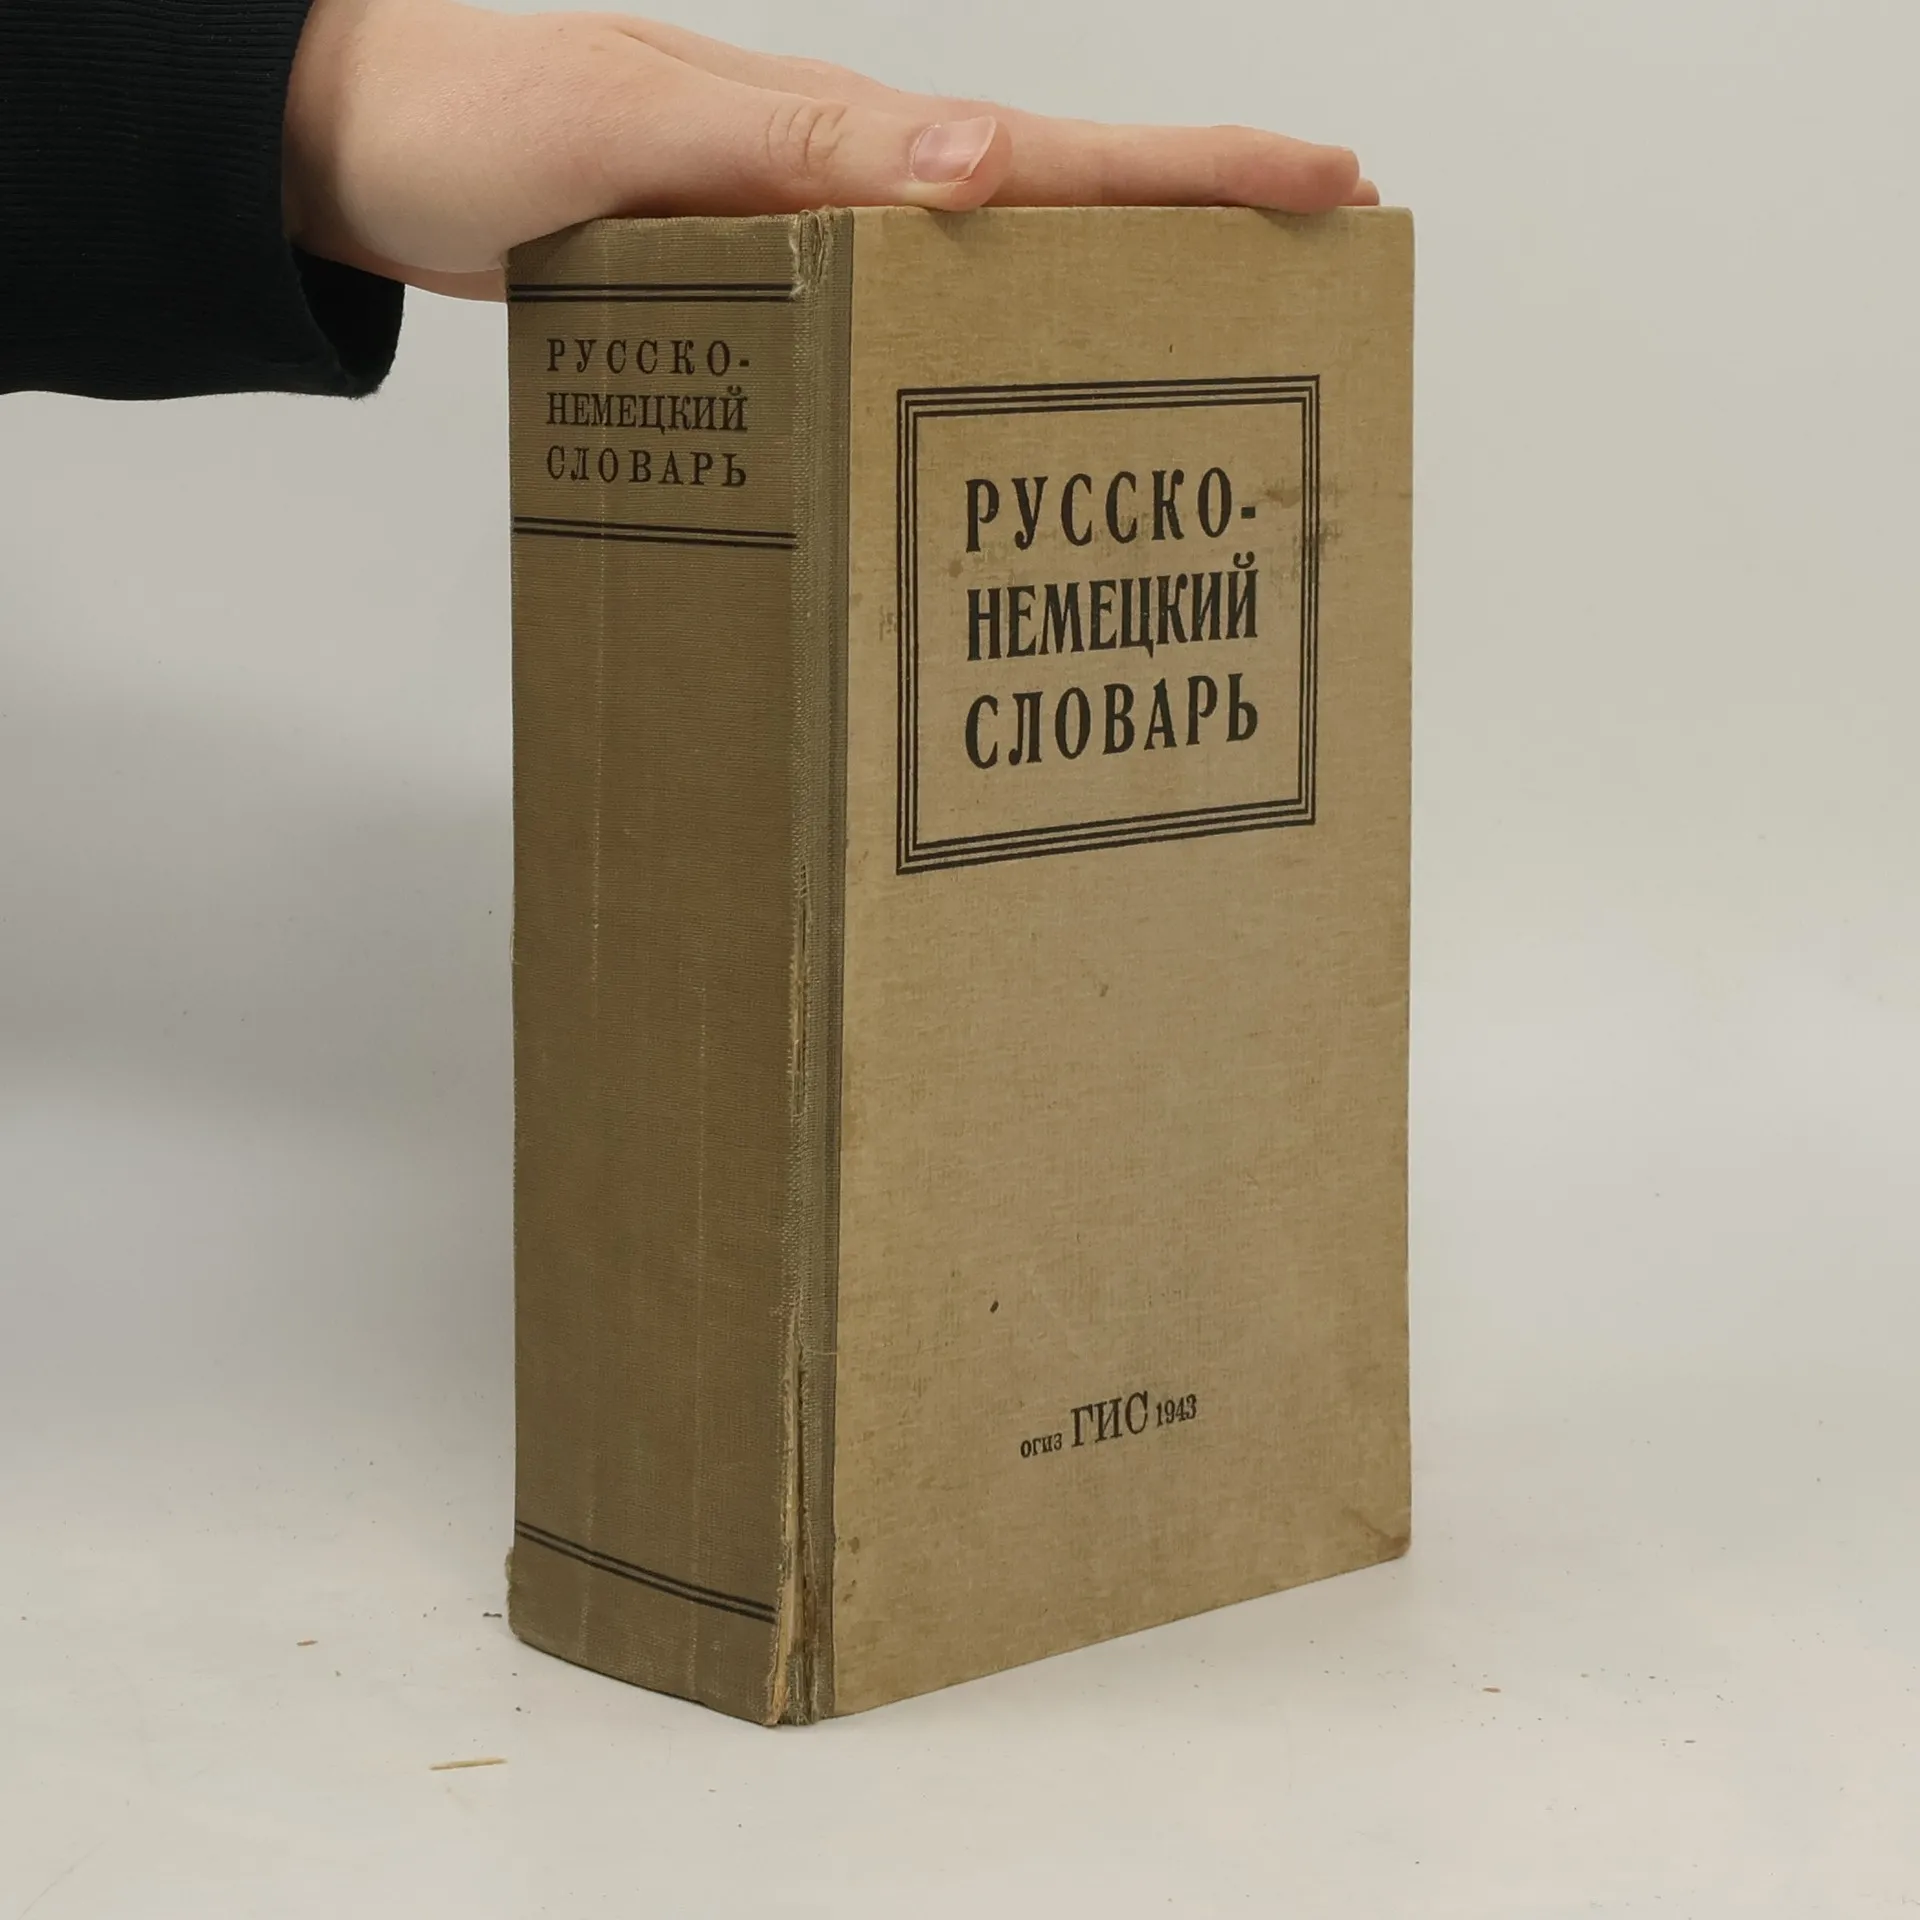 РУССКО-
НЕМЕЦКИЙ
СЛОВАРЬ
РУССКО-
НЕМЕЦКИЙ
СЛОВАРЬ
огиз ГИС 1943